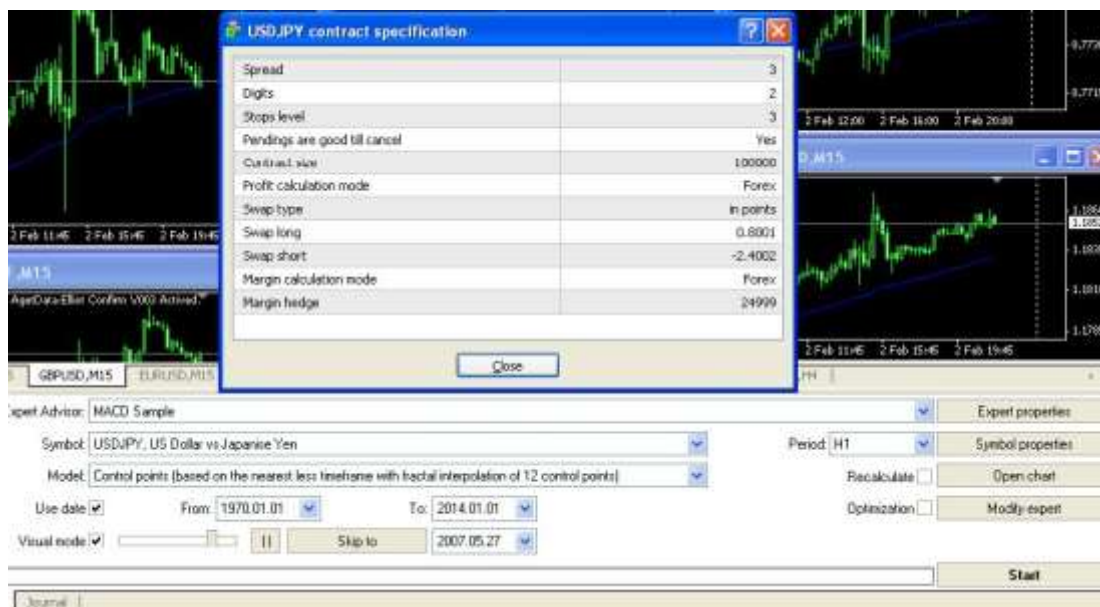 USDJPY contract specification
Spread 3
Digits 2
Stops level 3
Pendings are good till cancel Yes
Contract size 100000
Profit calculation mode Forex
Swap type in points
Swap long 0.8801
Swap short -2.4002
Margin calculation mode Forex
Margin hedge 24999
Close
2 Feb 11:45 2 Feb 15:45 2 Feb 19:45
2 Feb 12:00 2 Feb 16:00 2 Feb 20:00
,M15
D,M15
2 Feb 11:45 2 Feb 15:45 2 Feb 19:45
GBPUSD,M15 EURUSD,M15 ,H4
Expert Advisor: MACD Sample Expert properties
Symbol: USDJPY, US Dollar vs Japanise Yen Period: H1 Symbol properties
Model: Control points (based on the nearest less timeframe with fractal interpolation of 12 control points) Recalculate Open chart
Use date From: 1970.01.01 To: 2014.01.01 Optimization Modify expert
Visual mode Skip to 2007.05.27
Start
Journal